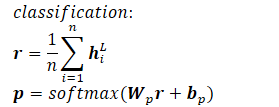 classification:
r = 1/n ∑_{i=1}^{n} h_i^L
p = softmax(W_p r + b_p)